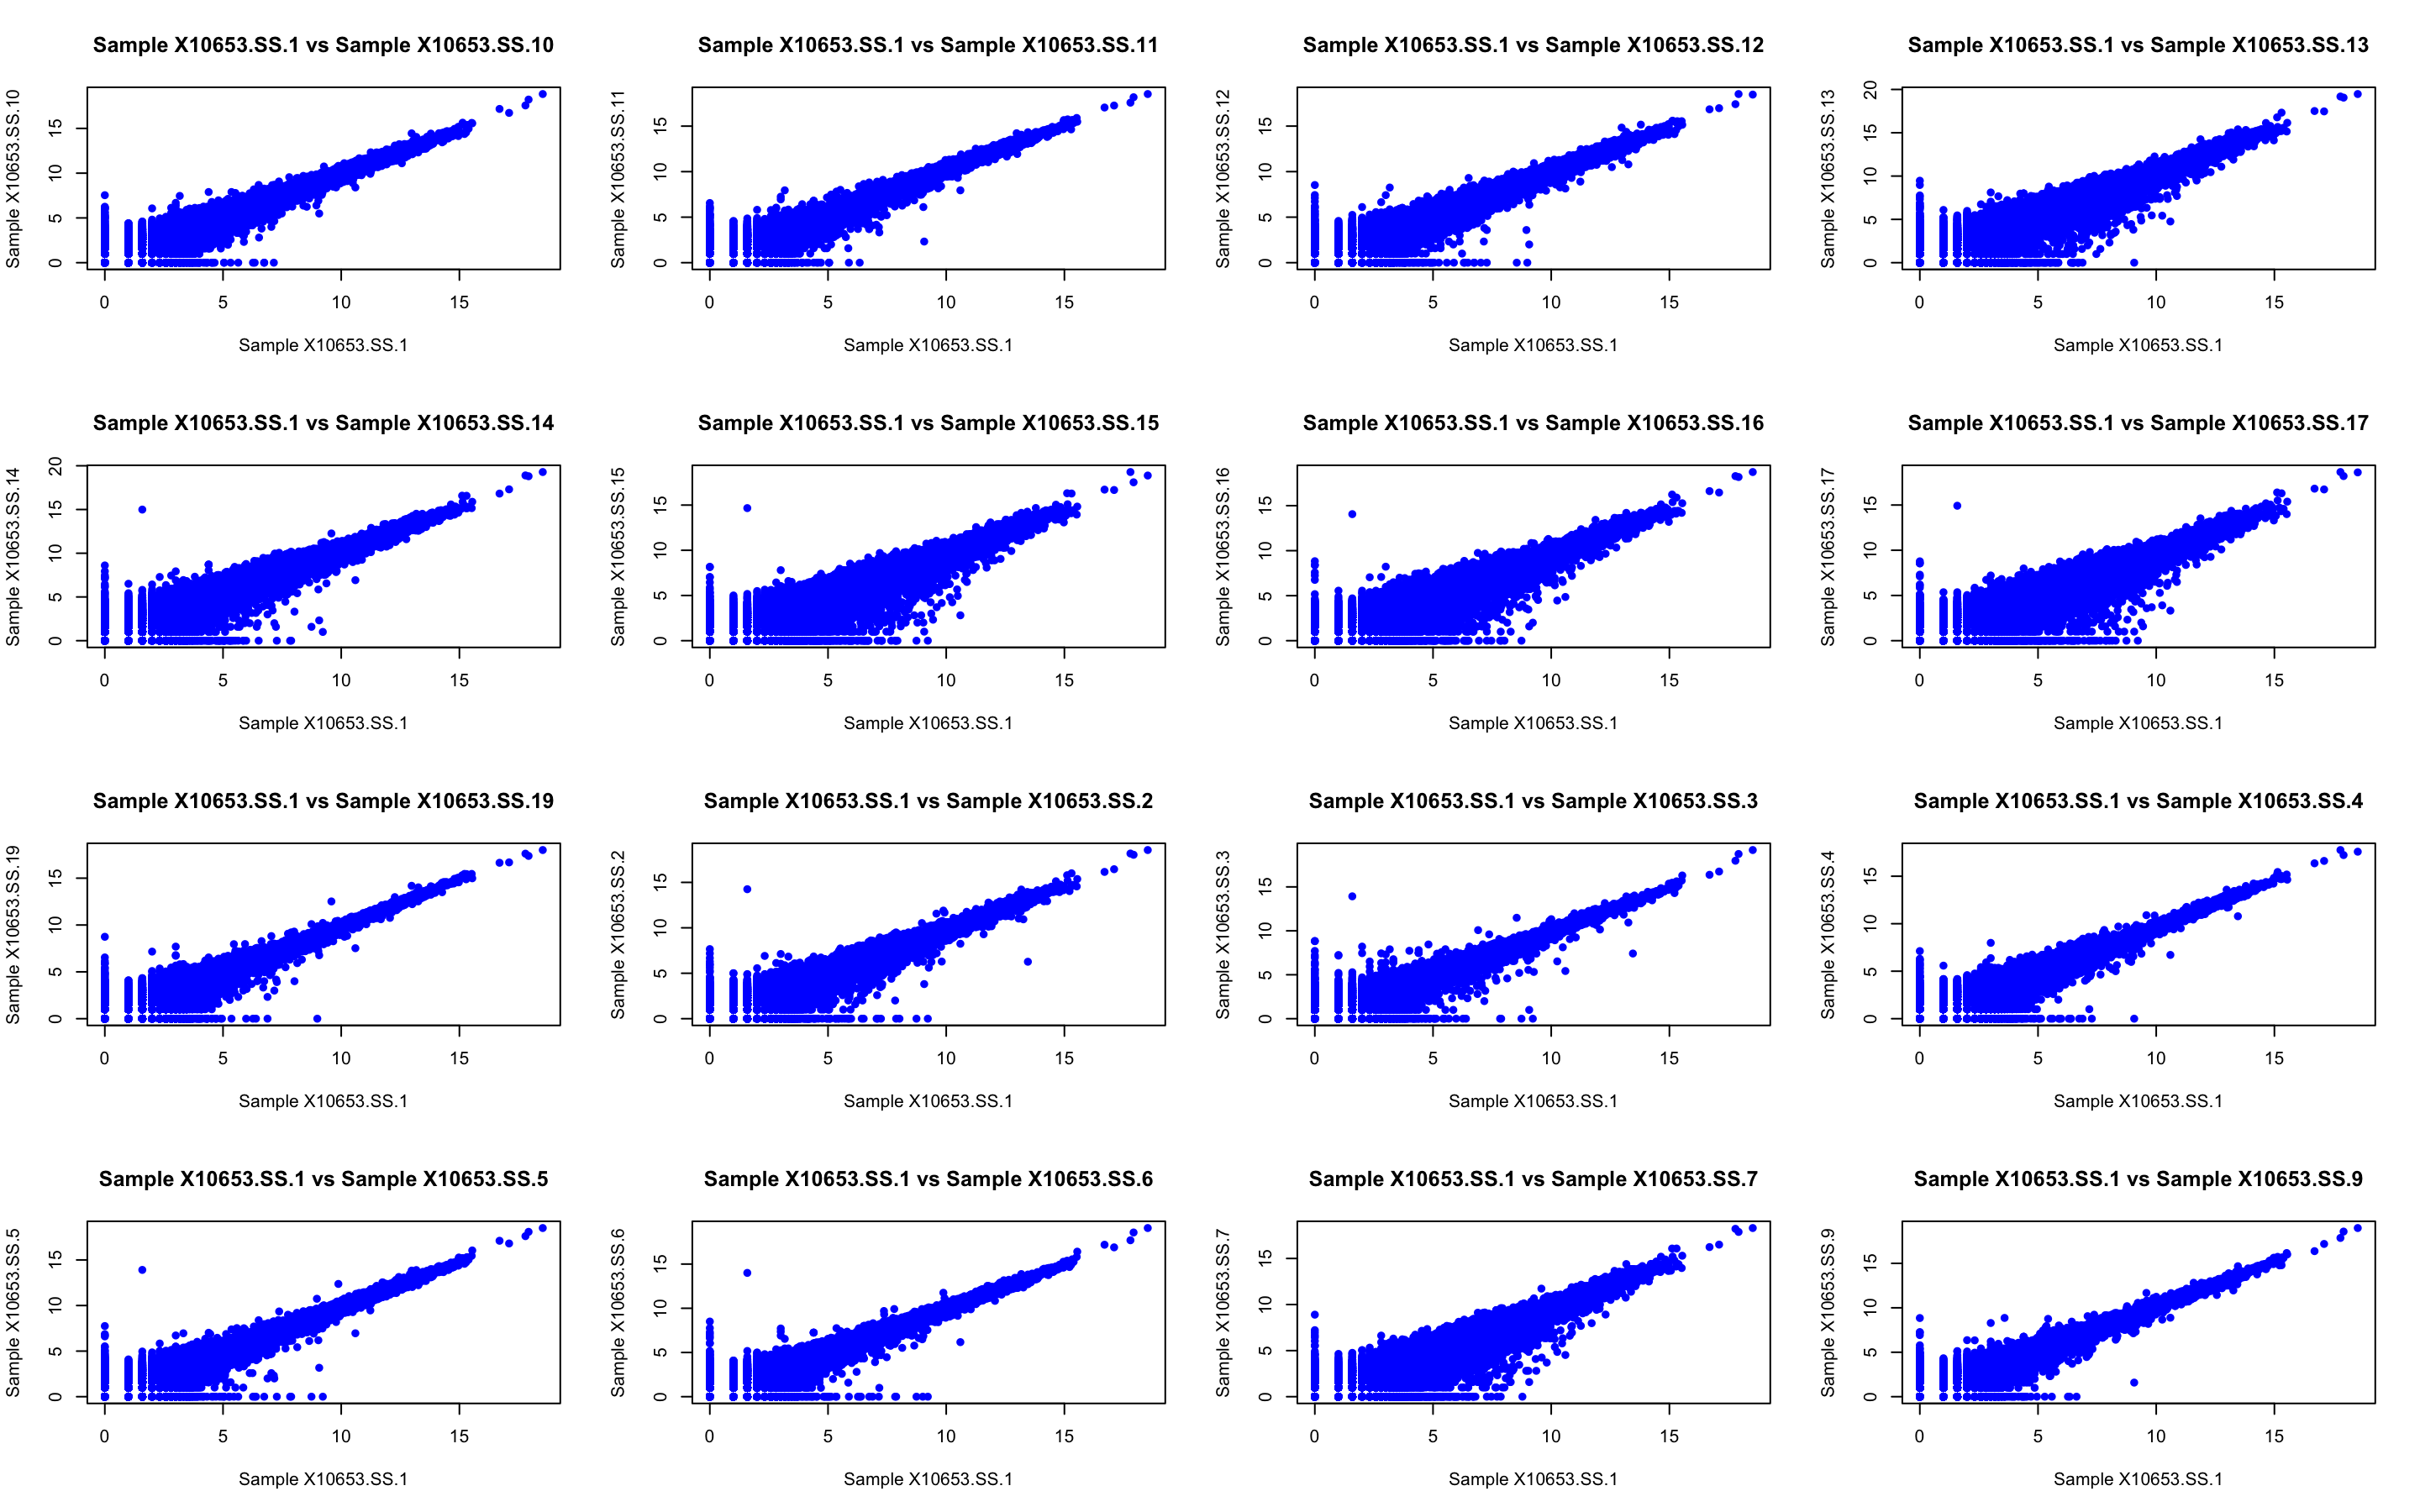 Sample X10653.SS.1 vs Sample X10653.SS.10
Sample X10653.SS.10
0 5 10 15
0 5 10 15
Sample X10653.SS.1
Sample X10653.SS.1 vs Sample X10653.SS.11
Sample X10653.SS.11
0 5 10 15
0 5 10 15
Sample X10653.SS.1
Sample X10653.SS.1 vs Sample X10653.SS.12
Sample X10653.SS.12
0 5 10 15
0 5 10 15
Sample X10653.SS.1
Sample X10653.SS.1 vs Sample X10653.SS.13
Sample X10653.SS.13
0 5 10 15 20
0 5 10 15
Sample X10653.SS.1
Sample X10653.SS.1 vs Sample X10653.SS.14
Sample X10653.SS.14
0 5 10 15 20
0 5 10 15
Sample X10653.SS.1
Sample X10653.SS.1 vs Sample X10653.SS.15
Sample X10653.SS.15
0 5 10 15
0 5 10 15
Sample X10653.SS.1
Sample X10653.SS.1 vs Sample X10653.SS.16
Sample X10653.SS.16
0 5 10 15
0 5 10 15
Sample X10653.SS.1
Sample X10653.SS.1 vs Sample X10653.SS.17
Sample X10653.SS.17
0 5 10 15
0 5 10 15
Sample X10653.SS.1
Sample X10653.SS.1 vs Sample X10653.SS.19
Sample X10653.SS.19
0 5 10 15
0 5 10 15
Sample X10653.SS.1
Sample X10653.SS.1 vs Sample X10653.SS.2
Sample X10653.SS.2
0 5 10 15
0 5 10 15
Sample X10653.SS.1
Sample X10653.SS.1 vs Sample X10653.SS.3
Sample X10653.SS.3
0 5 10 15
0 5 10 15
Sample X10653.SS.1
Sample X10653.SS.1 vs Sample X10653.SS.4
Sample X10653.SS.4
0 5 10 15
0 5 10 15
Sample X10653.SS.1
Sample X10653.SS.1 vs Sample X10653.SS.5
Sample X10653.SS.5
0 5 10 15
0 5 10 15
Sample X10653.SS.1
Sample X10653.SS.1 vs Sample X10653.SS.6
Sample X10653.SS.6
0 5 10 15
0 5 10 15
Sample X10653.SS.1
Sample X10653.SS.1 vs Sample X10653.SS.7
Sample X10653.SS.7
0 5 10 15
0 5 10 15
Sample X10653.SS.1
Sample X10653.SS.1 vs Sample X10653.SS.9
Sample X10653.SS.9
0 5 10 15
0 5 10 15
Sample X10653.SS.1